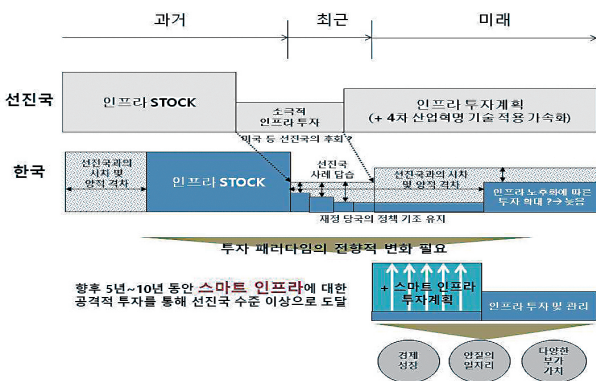 과거
최근
미래
선진국
인프라 STOCK
소극적
인프라 투자
인프라 투자계획
(+ 4차 산업혁명 기술 적용 가속화)
미국 등 선진국의 후회 ?
한국
선진국과의
시차 및
양적 격차
인프라 STOCK
선진국
사례 답습
선진국과의 시차
및 양적 격차
인프라 노후화에 따른
투자 확대 ?→ 늦음
재정 당국의 정책 기조 유지
투자 패러다임의 전향적 변화 필요
향후 5년~10년 동안 스마트 인프라에 대한
공격적 투자를 통해 선진국 수준 이상으로 도달
+ 스마트 인프라
투자계획
인프라 투자 및 관리
경제
성장
양질의
일자리
다양한
부가
가치